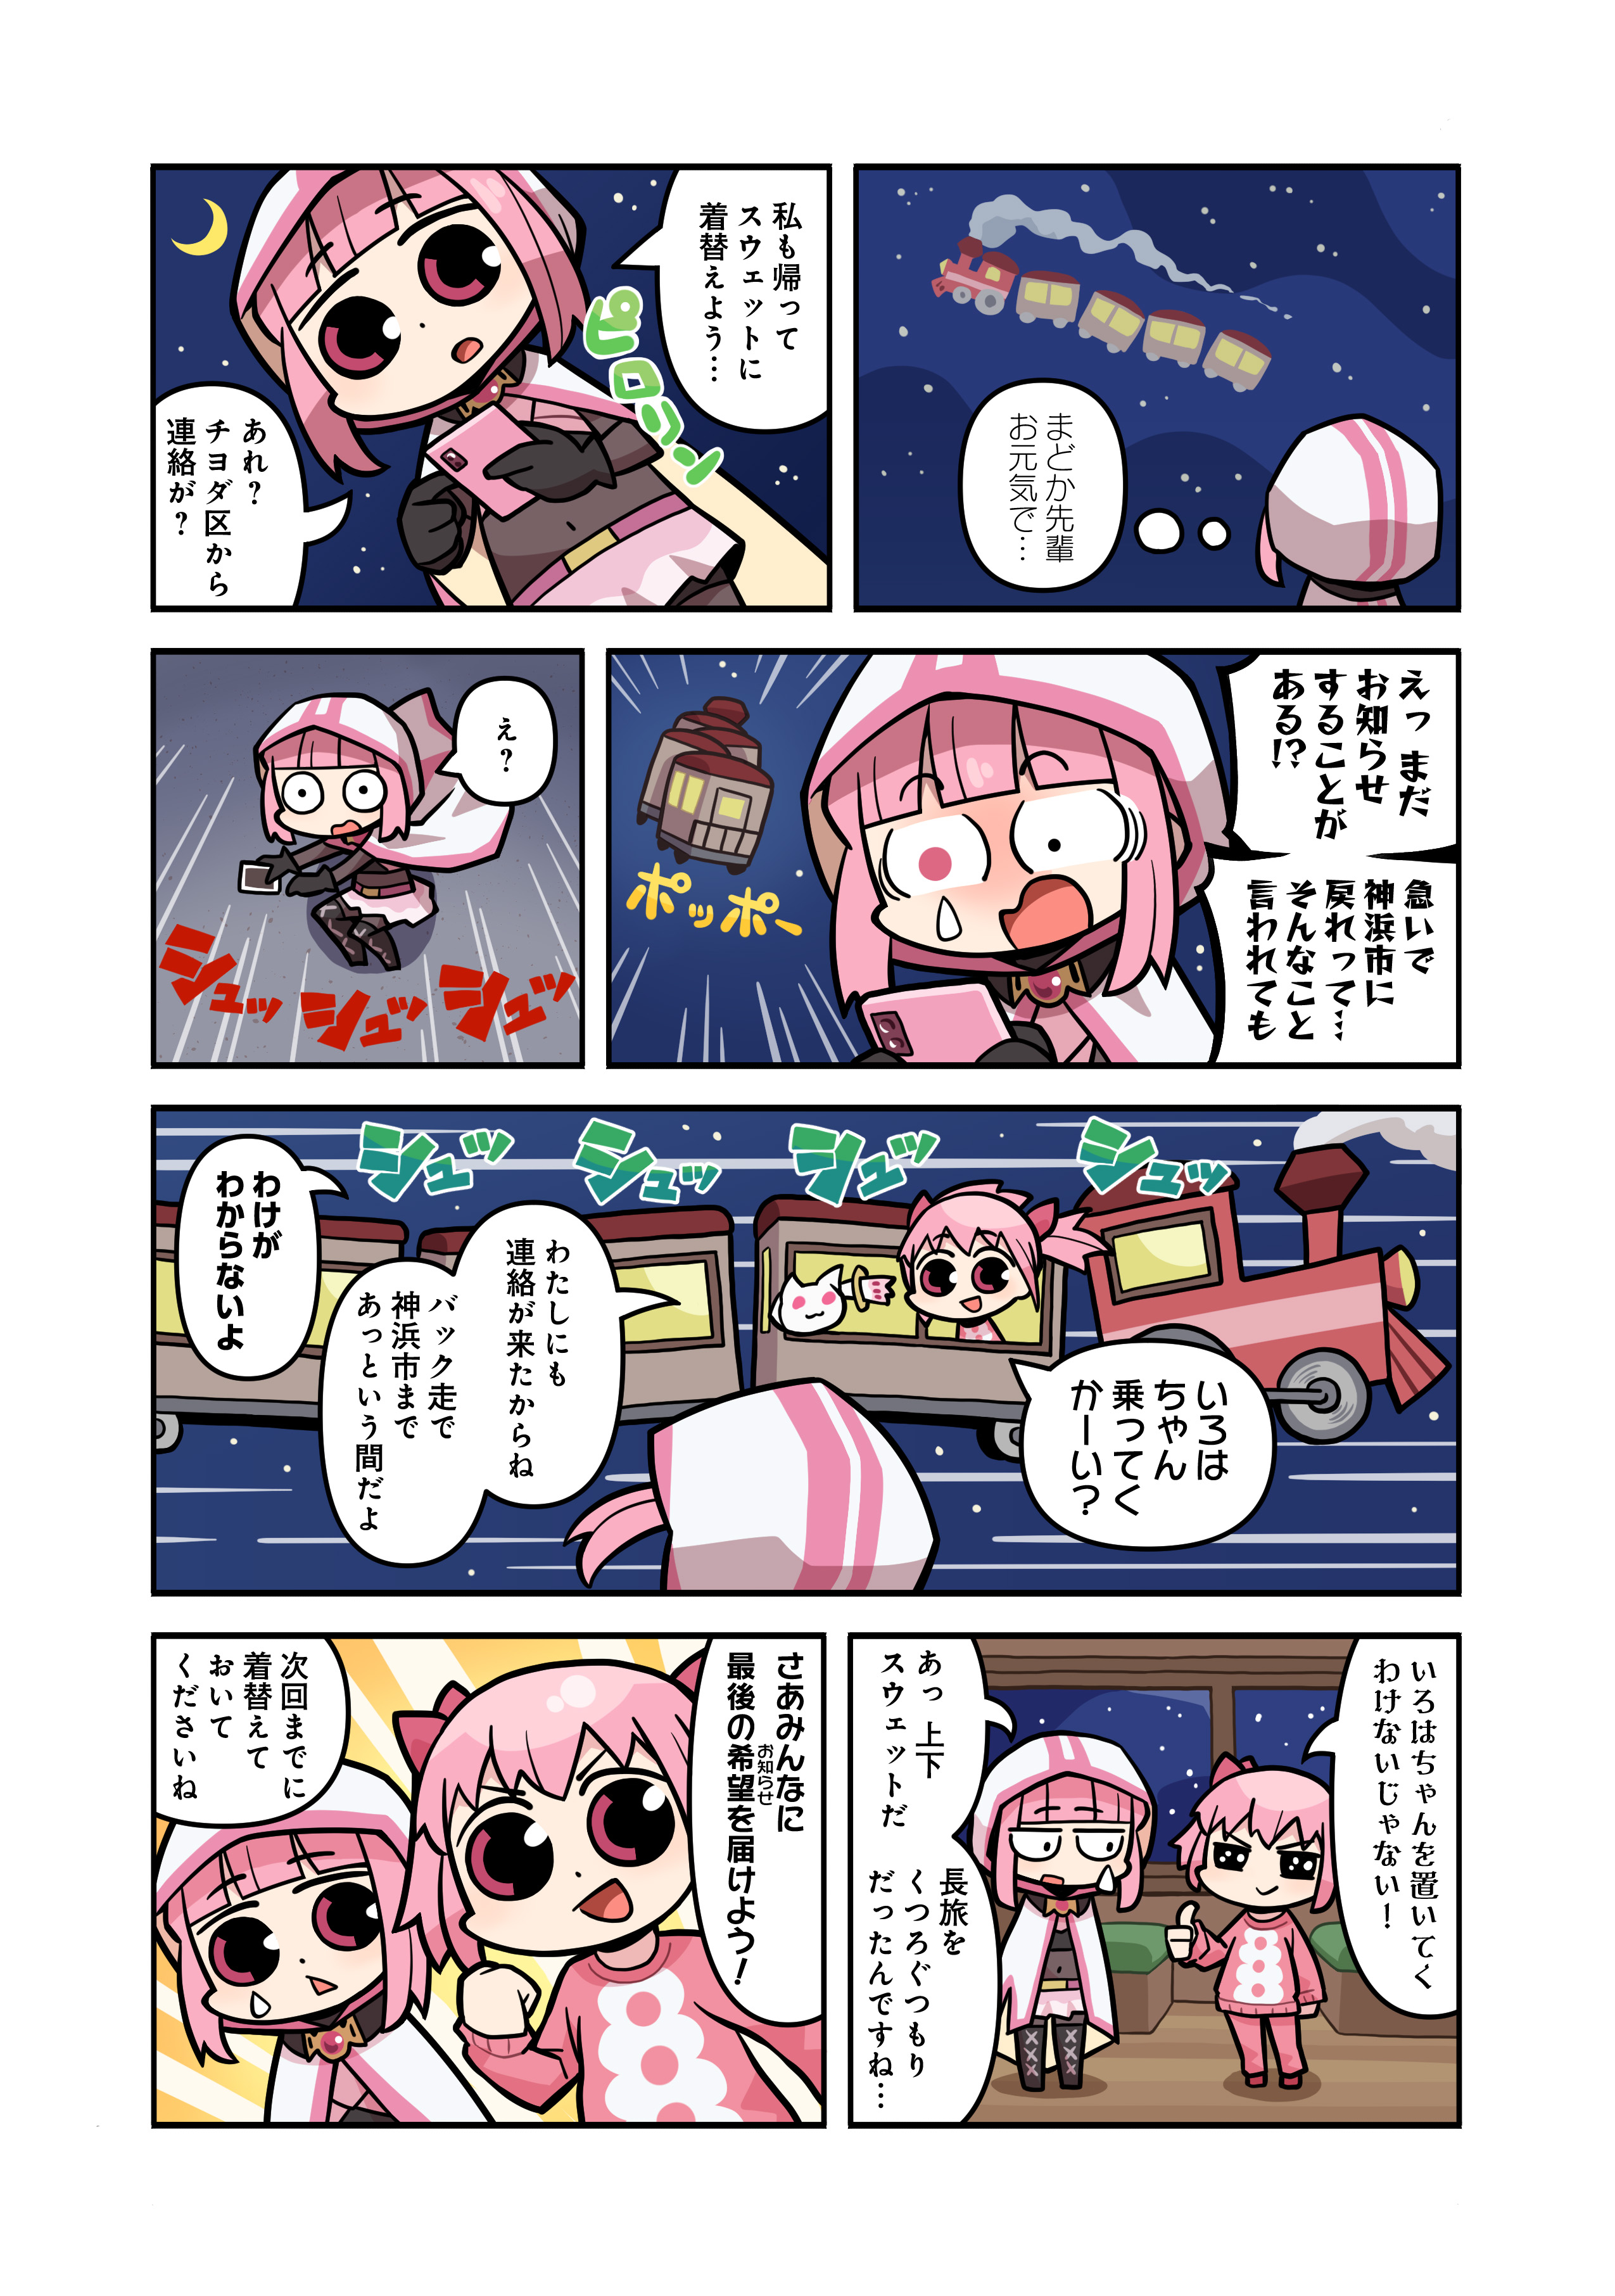 まどか先輩
お元気で…
私も帰って
スウェットに
着替えよう…
ソロラン
あれ?
チヨダ区から
連絡が?
えっ まだ
お知らせ
することが
ある!?
急いで
神浜市に
戻れって…
そんなこと
言われても
ポッポー
え?
シュッ シュッ シュッ
シュッ シュッ シュッ シュッ
いろは
ちゃん
乗ってく
かーい?
わたしにも
連絡が来たからね
バック走で
神浜市まで
あっという間だよ
わけが
わからないよ
いろはちゃんを置いてく
わけないじゃない!
あっ 上下
スウェットだ
長旅を
くつろぐつもり
だったんですね…
さあみんなに
最後の希望を届けよう!
お知らせ
次回までに
着替えて
おいて
くださいね